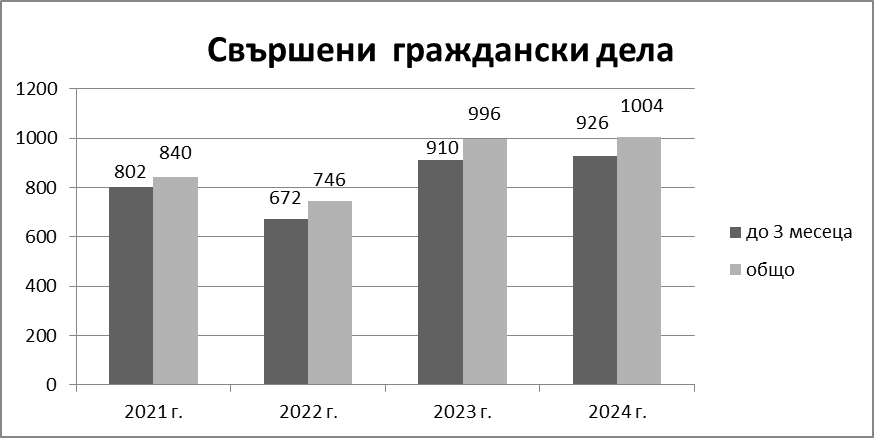 Свършени граждански дела
1200
1000
800
600
400
200
0
802
840
672
746
910
996
926
1004
2021 г.
2022 г.
2023 г.
2024 г.
до 3 месеца
общо